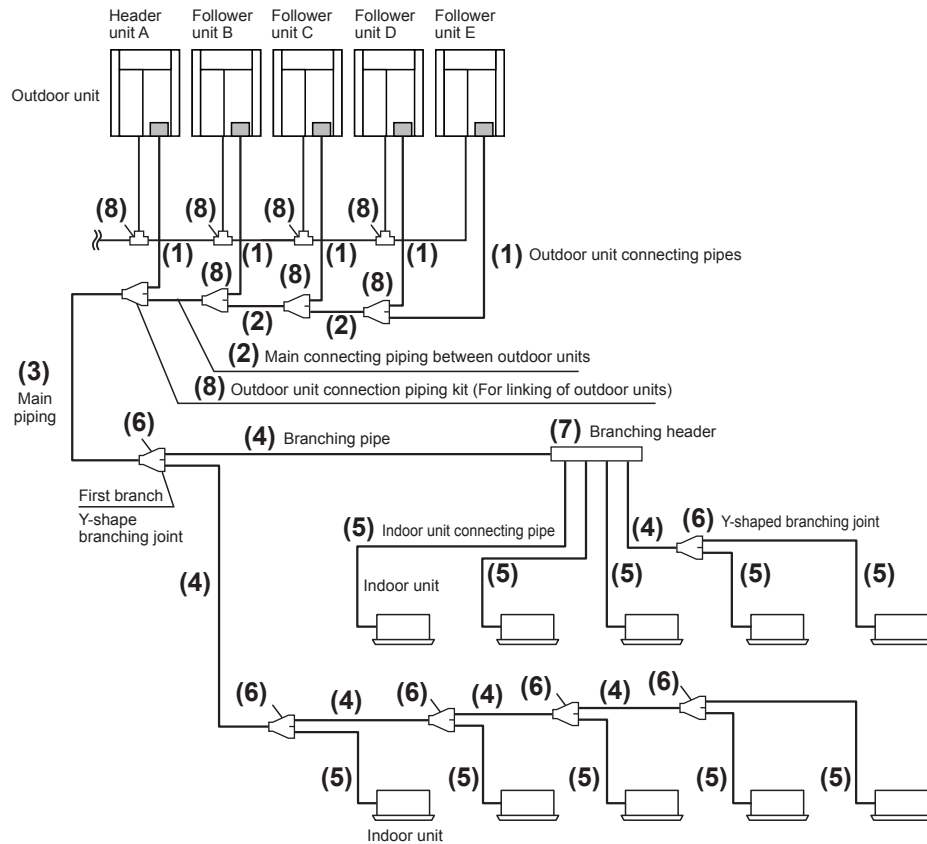 Header unit A
Follower unit B
Follower unit C
Follower unit D
Follower unit E
Outdoor unit
(8)
(8)
(8)
(8)
(1)
(1)
(1)
(1)
(1) Outdoor unit connecting pipes
(8)
(8)
(8)
(2)
(2)
(2) Main connecting piping between outdoor units
(3)
Main
piping
(8) Outdoor unit connection piping kit (For linking of outdoor units)
(6)
(4) Branching pipe
(7) Branching header
First branch
Y-shape
branching joint
(5) Indoor unit connecting pipe
(4)
(6) Y-shaped branching joint
(4)
Indoor unit
(5)
(5)
(5)
(5)
(6)
(4)
(6)
(4)
(6)
(4)
(6)
(5)
(5)
(5)
(5)
(5)
Indoor unit